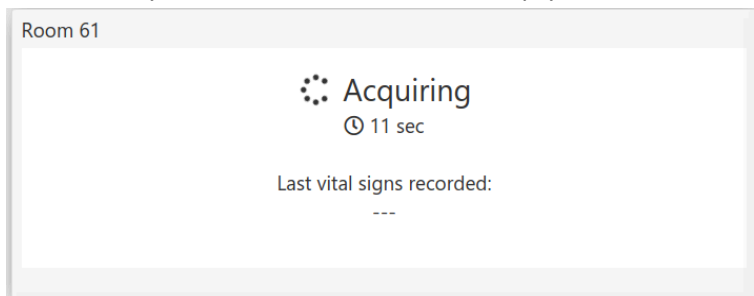 Room 61
Acquiring
11 sec
Last vital signs recorded:
---